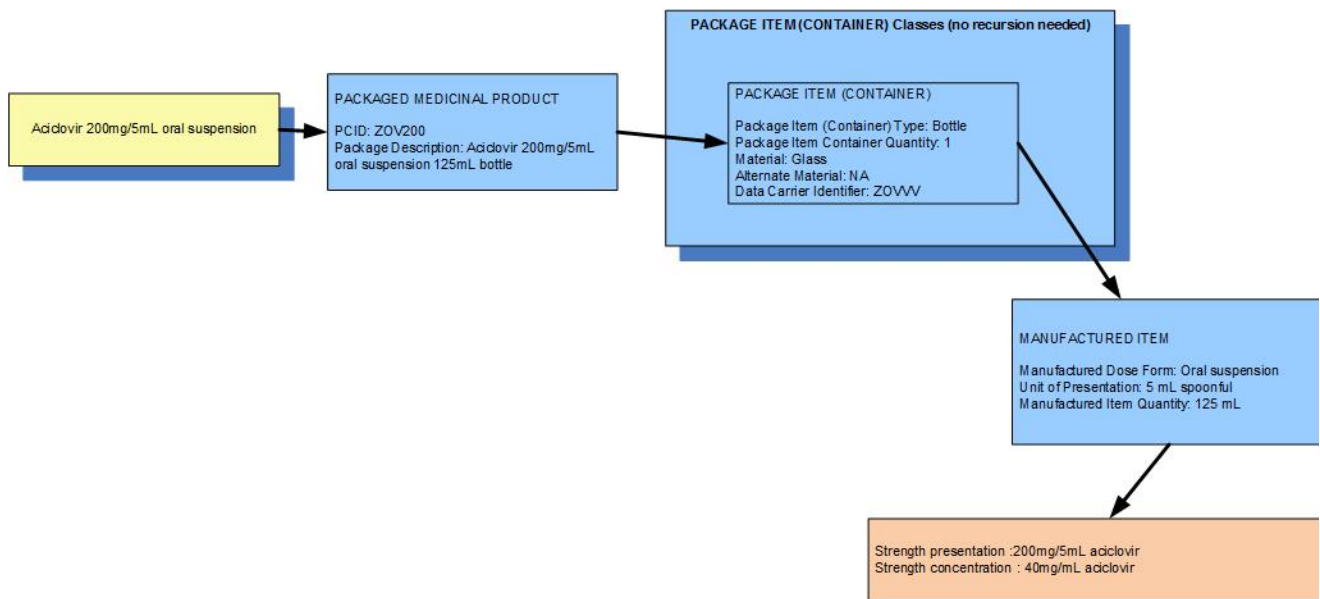 PACKAGE ITEM (CONTAINER) Classes (no recursion needed)
Aciclovir 200mg/5mL oral suspension
PACKAGED MEDICINAL PRODUCT
PCID: ZOV200
Package Description: Aciclovir 200mg/5mL
oral suspension 125mL bottle
PACKAGE ITEM (CONTAINER)
Package Item (Container) Type: Bottle
Package Item Container Quantity: 1
Material: Glass
Alternate Material: NA
Data Carrier Identifier: ZOVVV
MANUFACTURED ITEM
Manufactured Dose Form: Oral suspension
Unit of Presentation: 5 mL spoonful
Manufactured Item Quantity: 125 mL
Strength presentation :200mg/5mL aciclovir
Strength concentration : 40mg/mL aciclovir